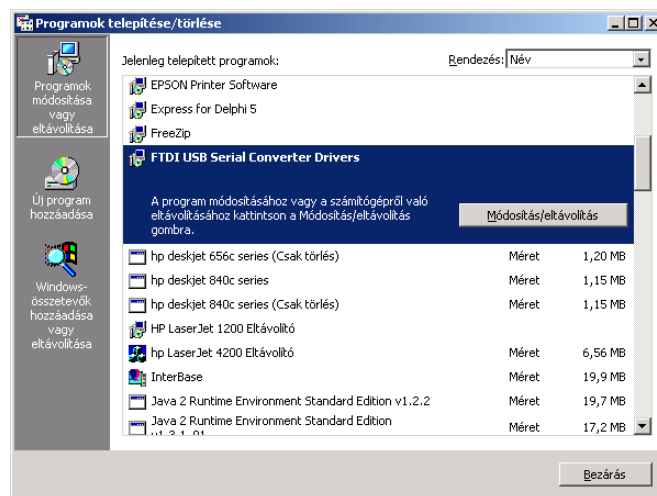 Programok telepítése/törlése
Programok
módosítása
vagy
eltávolítása
Új program
hozzáadása
Windows-
összetevők
hozzáadása
vagy
eltávolítása
Jelenleg telepített programok:
Rendezés: Név
EPSON Printer Software
Express for Delphi 5
FreeZip
FTDI USB Serial Converter Drivers
A program módosításához vagy a számítógépről való
eltávolításához kattintson a Módosítás/eltávolítás
gombra.
Módosítás/eltávolítás
hp deskjet 656c series (Csak törlés) Méret 1,20 MB
hp deskjet 840c series Méret 1,15 MB
hp deskjet 840c series (Csak törlés) Méret 1,15 MB
HP LaserJet 1200 Eltávolító
hp LaserJet 4200 Eltávolító Méret 6,56 MB
InterBase Méret 19,9 MB
Java 2 Runtime Environment Standard Edition v1.2.2 Méret 19,7 MB
Java 2 Runtime Environment Standard Edition Méret 17,2 MB
Bezárás